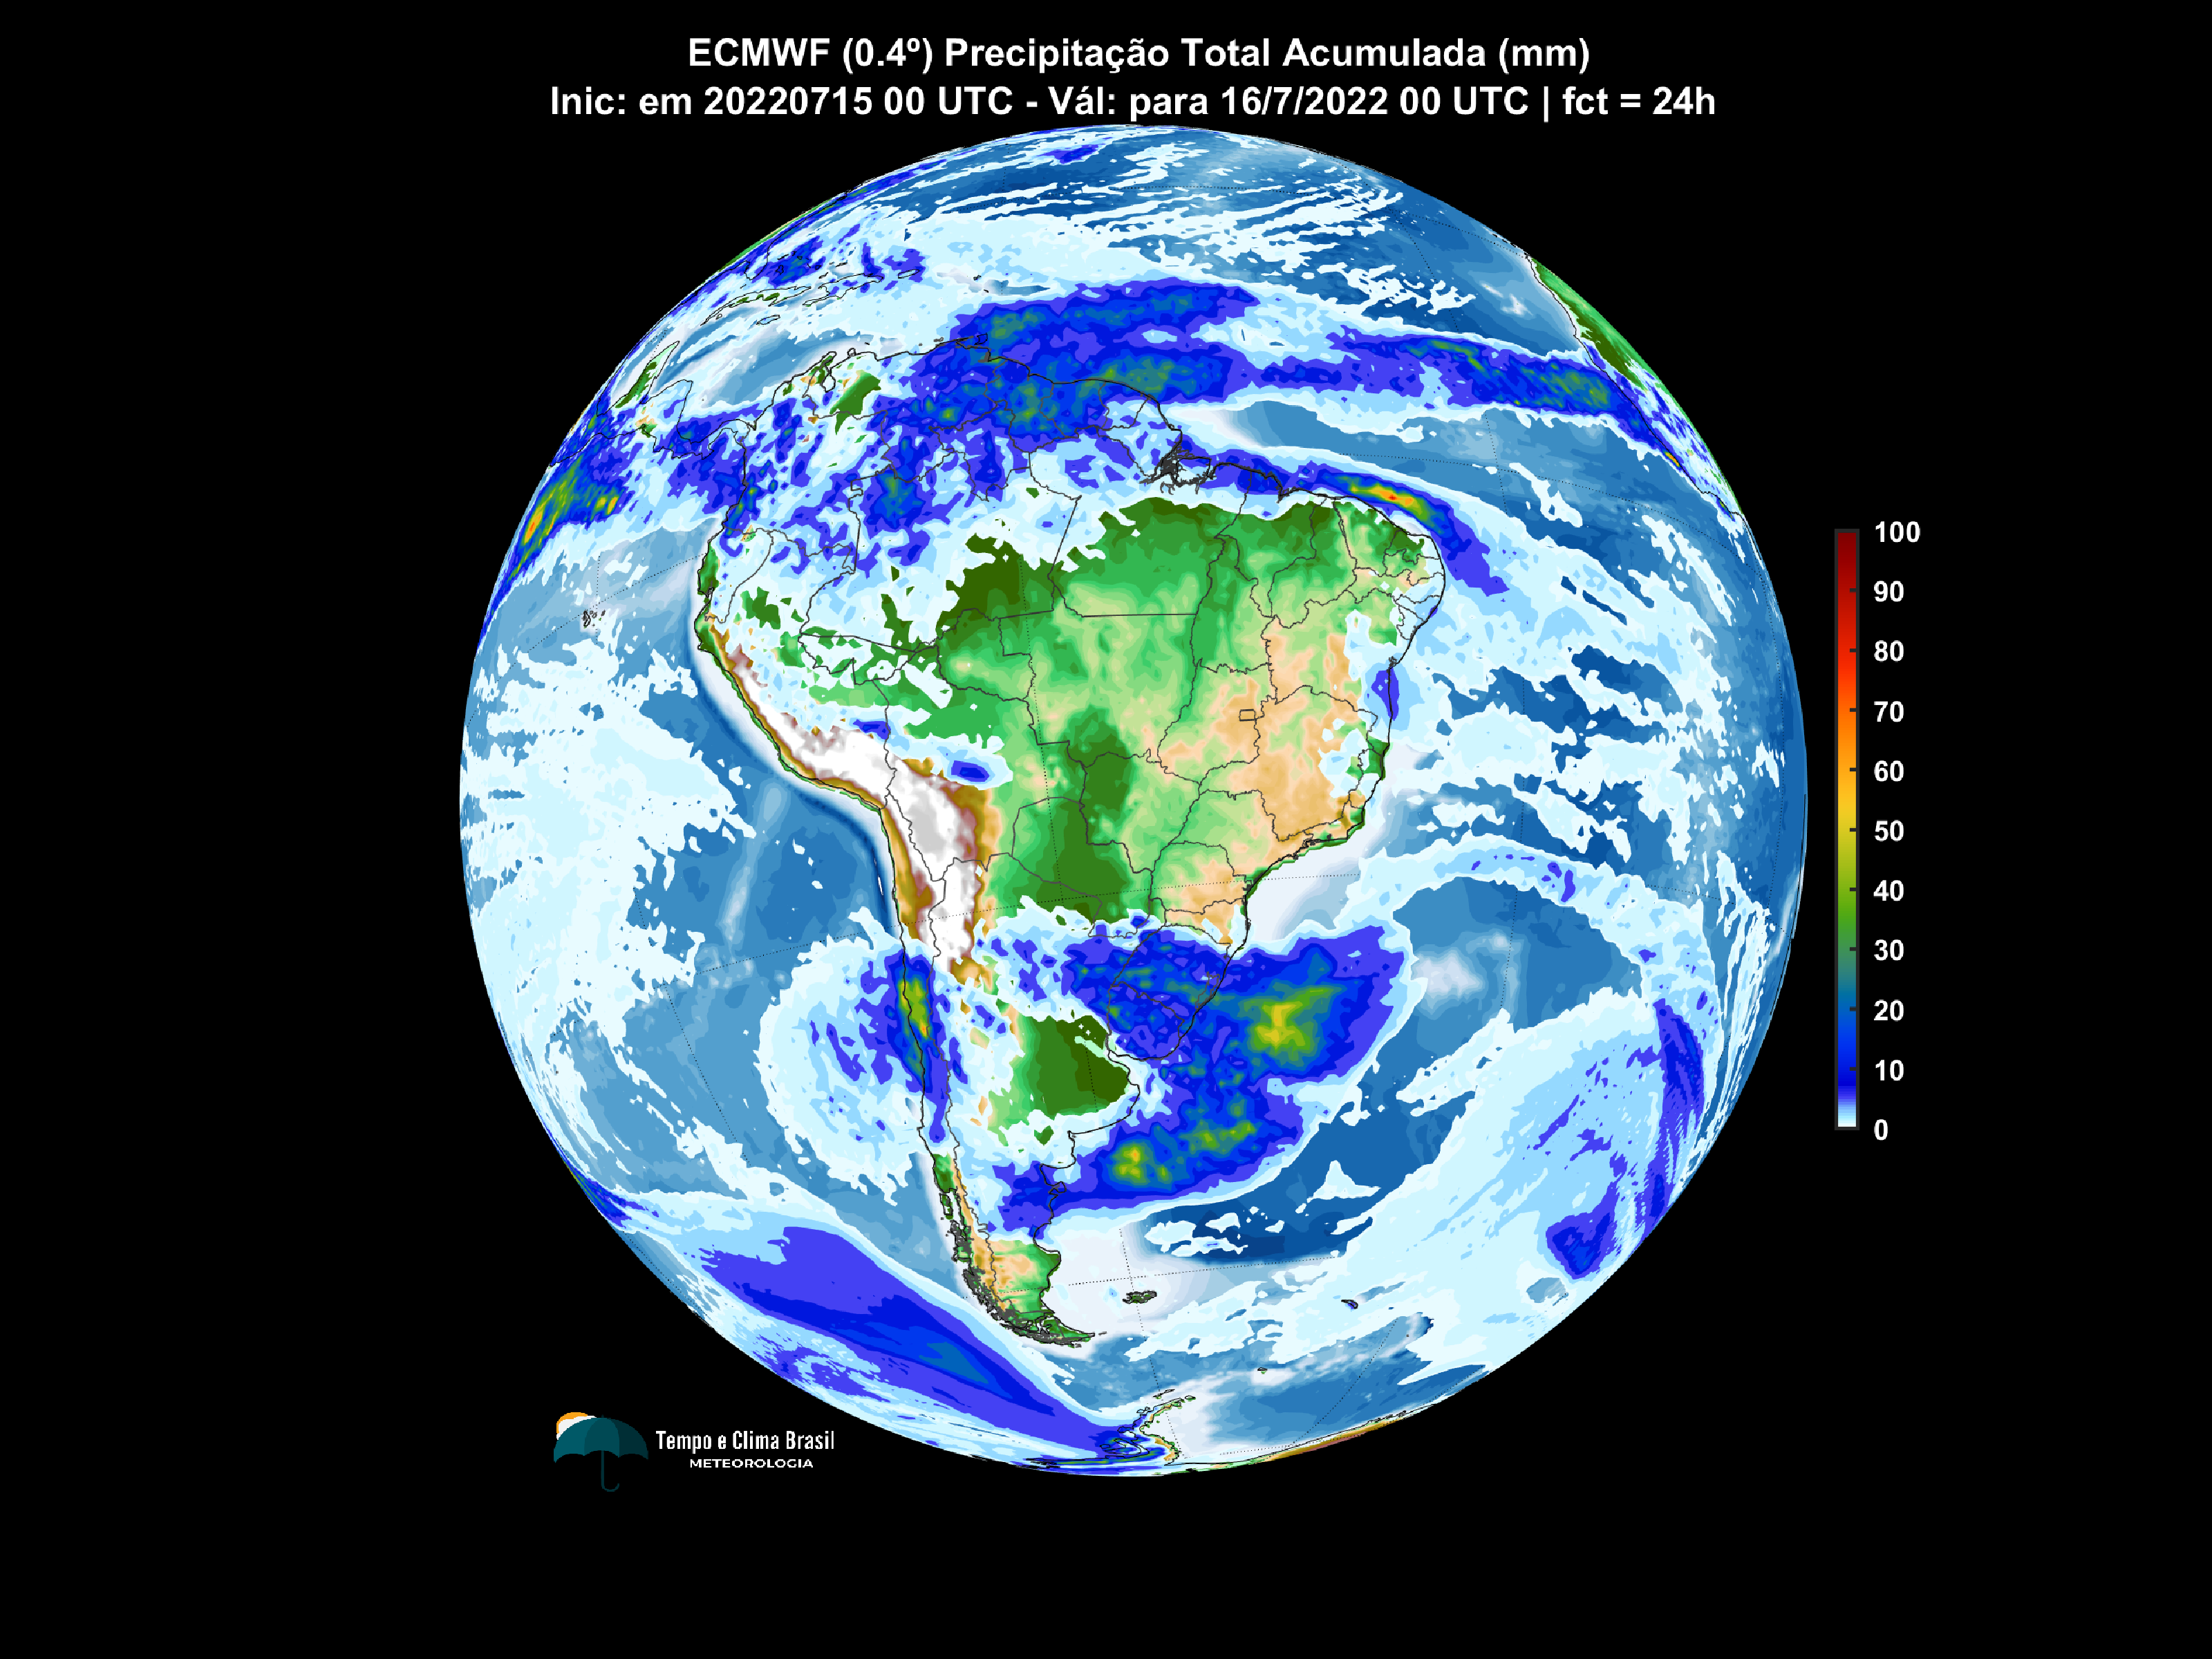 ECMWF (0.4º) Precipitação Total Acumulada (mm)
Inic: em 20220715 00 UTC - Vál: para 16/7/2022 00 UTC | fct = 24h
100
90
80
70
60
50
40
30
20
10
0
Tempo e Clima Brasil
METEOROLOGIA